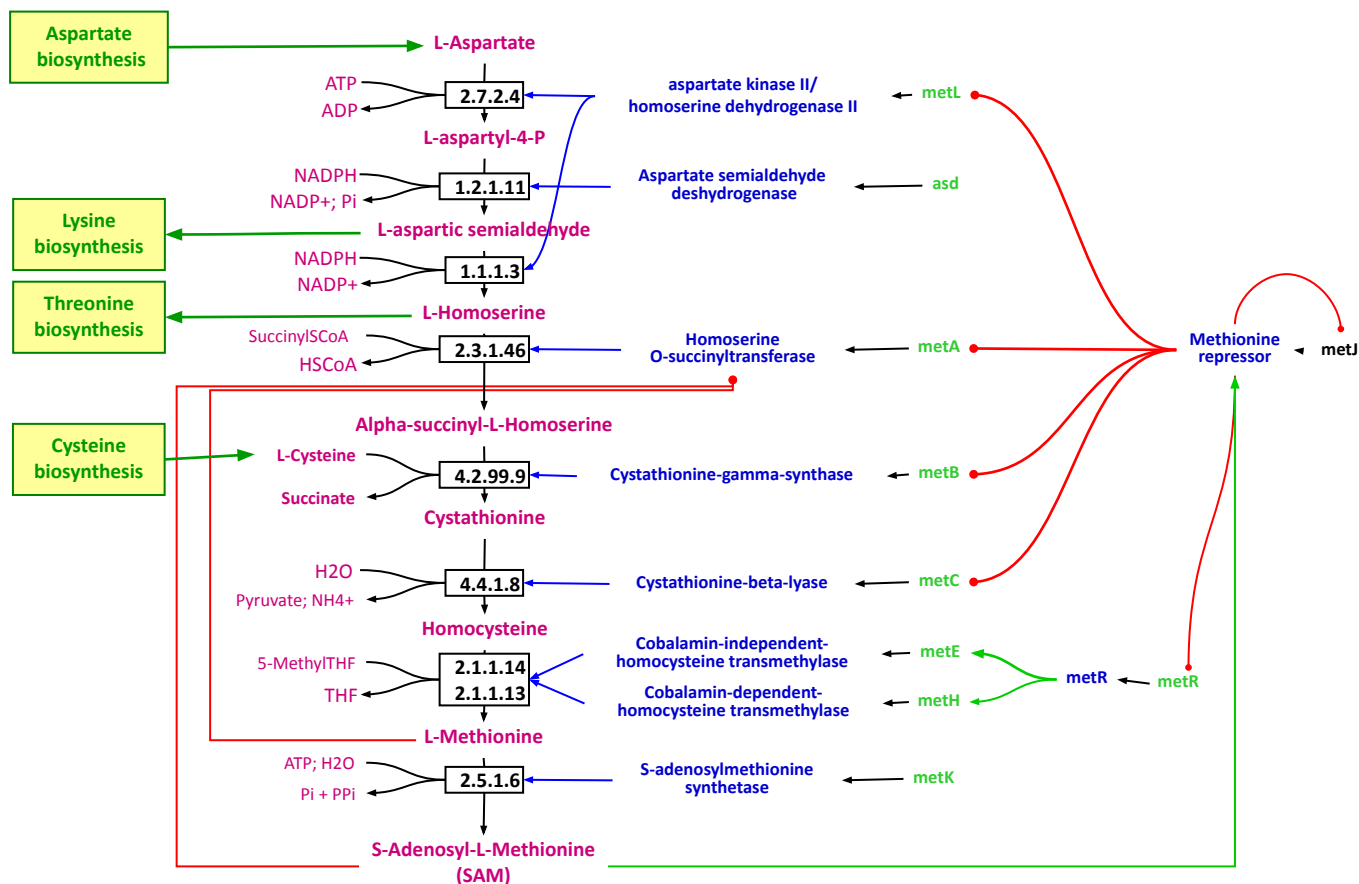 Aspartate
biosynthesis
L-Aspartate
ATP
ADP
2.7.2.4
aspartate kinase II/
homoserine dehydrogenase II
metL
L-aspartyl-4-P
NADPH
NADP+; Pi
1.2.1.11
Aspartate semialdehyde
deshydrogenase
asd
Lysine
biosynthesis
L-aspartic semialdehyde
NADPH
NADP+
1.1.1.3
Threonine
biosynthesis
L-Homoserine
SuccinylSCoA
HSCoA
2.3.1.46
Homoserine
O-succinyltransferase
metA
Methionine
repressor
metJ
Alpha-succinyl-L-Homoserine
Cysteine
biosynthesis
L-Cysteine
Succinate
4.2.99.9
Cystathionine-gamma-synthase
metB
Cystathionine
H2O
Pyruvate; NH4+
4.4.1.8
Cystathionine-beta-lyase
metC
Homocysteine
5-MethylTHF
THF
2.1.1.14
2.1.1.13
Cobalamin-independent-
homocysteine transmethylase
metE
Cobalamin-dependent-
homocysteine transmethylase
metH
metR
metR
L-Methionine
ATP; H2O
Pi + PPi
2.5.1.6
S-adenosylmethionine
synthetase
metK
S-Adenosyl-L-Methionine
(SAM)